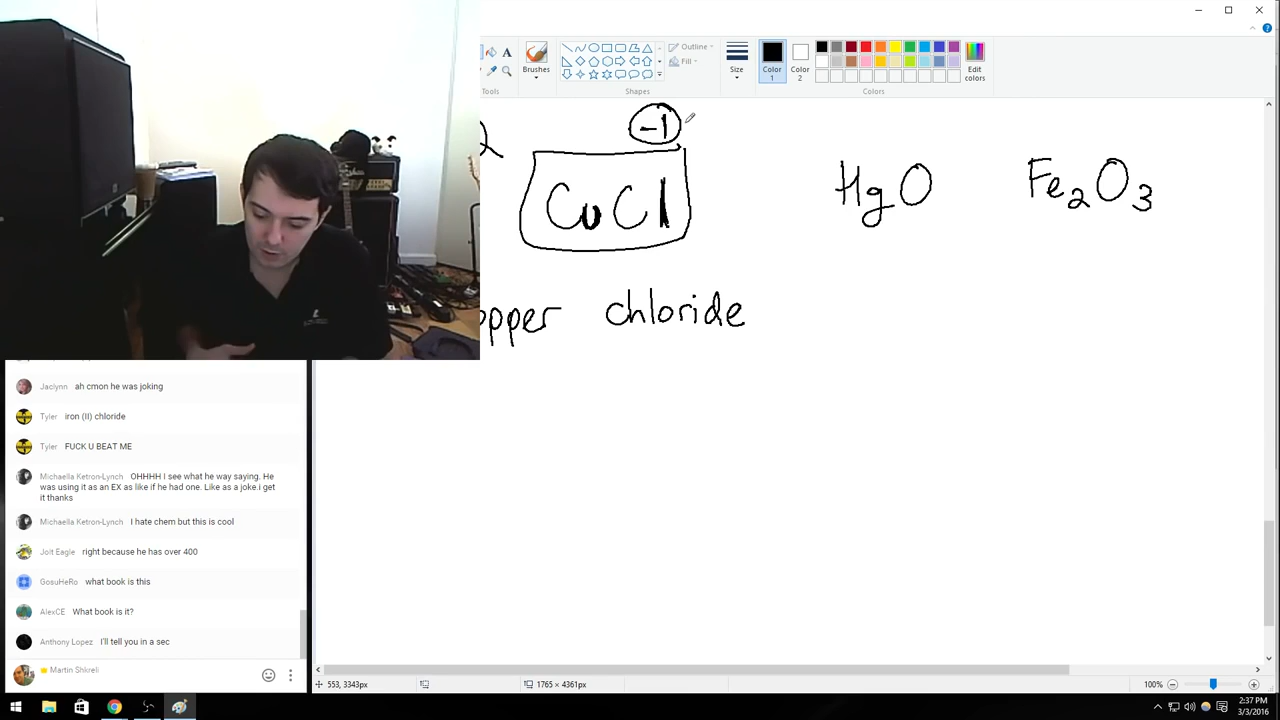 A
Outline
Fill
Brushes
Size
Color 1
Color 2
Edit colors
Tools
Shapes
Colors
2
-1
CuCl
HgO
Fe2O3
opper chloride
Jaclynn ah cmon he was joking
Tyler iron (II) chloride
Tyler FUCK U BEAT ME
Michaella Ketron-Lynch OHHHH I see what he way saying. He
was using it as an EX as like if he had one. Like as a joke.i get
it thanks
Michaella Ketron-Lynch I hate chem but this is cool
Joit Eagle right because he has over 400
GosuHeRo what book is this
AlexCE What book is it?
Anthony Lopez I'll tell you in a sec
Martin Shkreli
553, 3343px
1765 × 4361px
100%
2:37 PM
3/3/2016